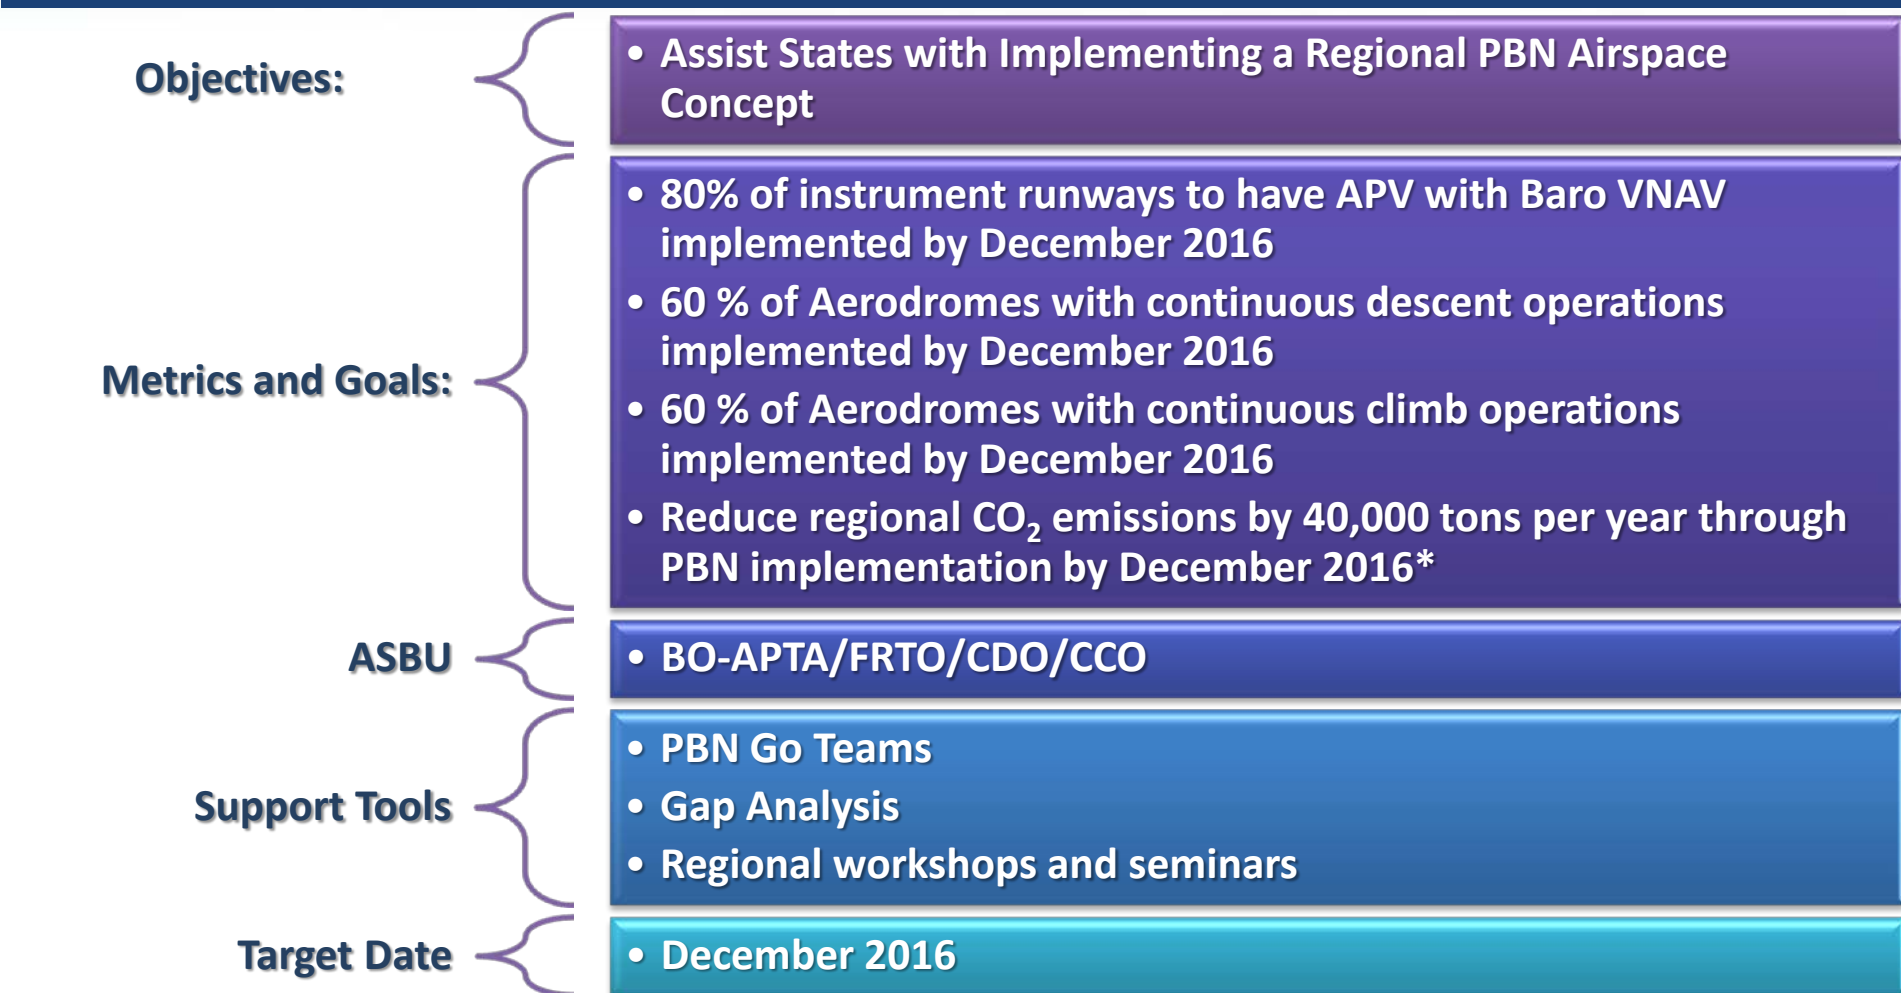 Objectives:
• Assist States with Implementing a Regional PBN Airspace
Concept
Metrics and Goals:
• 80% of instrument runways to have APV with Baro VNAV
implemented by December 2016
• 60 % of Aerodromes with continuous descent operations
implemented by December 2016
• 60 % of Aerodromes with continuous climb operations
implemented by December 2016
• Reduce regional CO₂ emissions by 40,000 tons per year through
PBN implementation by December 2016*
ASBU
• BO-APTA/FRTO/CDO/CCO
Support Tools
• PBN Go Teams
• Gap Analysis
• Regional workshops and seminars
Target Date
• December 2016